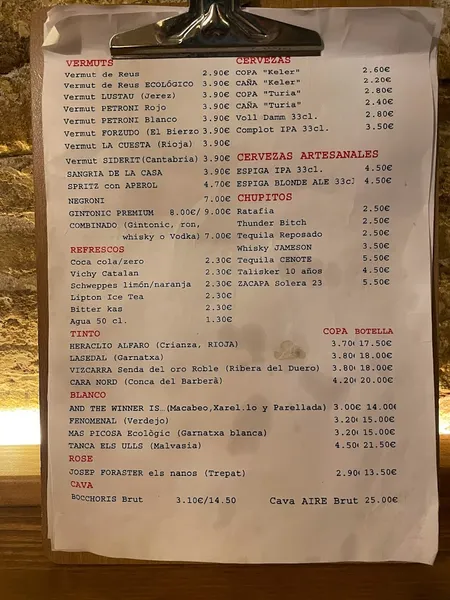 VERMUTS
Vermut de Reus 2.90€
Vermut de Reus ECOLÓGICO 3.90€
Vermut LUSTAU (Jerez) 3.90€
Vermut PETRONI Rojo 3.90€
Vermut PETRONI Blanco 3.90€
Vermut FORZUDO (El Bierzo 3.90€
Vermut LA CUESTA (Rioja) 3.90€
Vermut SIDERIT(Cantabria) 3.90€
SANGRIA DE LA CASA 3.90€
SPRITZ con APEROL 4.70€
NEGRONI 7.00€
GINTONIC PREMIUM 8.00€/ 9.00€
COMBINADO (Gintonic, ron,
whisky o Vodka) 7.00€
REFRESCOS
Coca cola/zero 2.30€
Vichy Catalan 2.30€
Schweppes limón/naranja 2.30€
Lipton Ice Tea 2.30€
Bitter kas 2.30€
Agua 50 cl. 1.30€
CERVEZAS
COPA "Keler" 2.60€
CAÑA "Keler" 2.20€
COPA "Turia" 2.80€
CAÑA "Turia" 2.40€
Voll Damm 33cl. 2.80€
Complot IPA 33cl. 3.50€
CERVEZAS ARTESANALES
ESPIGA IPA 33cl. 4.50€
ESPIGA BLONDE ALE 33cl 4.50€
CHUPITOS
Ratafia 2.50€
Thunder Bitch 2.50€
Tequila Reposado 2.50€
Whisky JAMESON 3.50€
Tequila CENOTE 5.50€
Talisker 10 años 4.50€
ZACAPA Solera 23 5.50€
TINTO COPA BOTELLA
HERACLIO ALFARO (Crianza, RIOJA) 3.70€ 17.50€
LASEDAL (Garnatxa) 3.80€ 18.00€
VIZCARRA Senda del oro Roble (Ribera del Duero) 3.80€ 18.00€
CARA NORD (Conca del Barberà) 4.20€ 20.00€
BLANCO
AND THE WINNER IS…(Macabeo,Xarel.lo y Parellada) 3.00€ 14.00€
FENOMENAL (Verdejo) 3.20€ 15.00€
MAS PICOSA Ecològic (Garnatxa blanca) 3.20€ 15.00€
TANCA ELS ULLS (Malvasia) 4.50€ 21.50€
ROSE
JOSEP FORASTER els nanos (Trepat) 2.90€ 13.50€
CAVA
BOCCHORIS Brut 3.10€/14.50 Cava AIRE Brut 25.00€